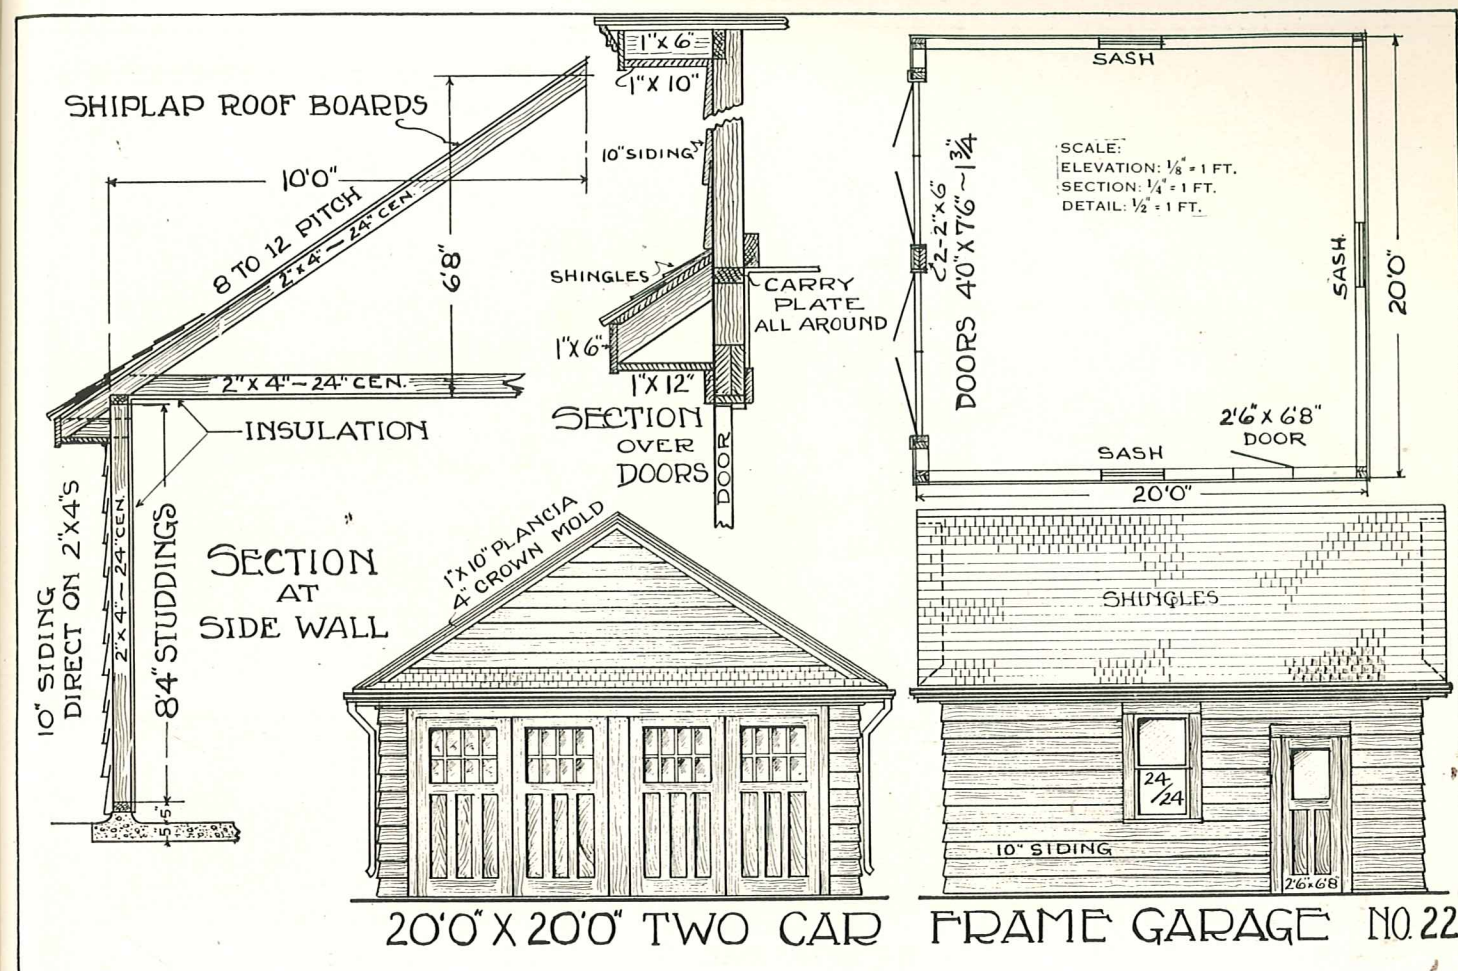 SHIPLAP ROOF BOARDS
10'0"
8 TO 12 PITCH
2"x4"-24"CEN.
6'8"
2"x4"-24"CEN.
INSULATION
10" SIDING
DIRECT ON 2"x4"s
2"x4"-24"CEN.
8'4" STUDDINGS
SECTION
AT
SIDE WALL
5"
5"
1"x6"
1"x10"
10" SIDING
SHINGLES
CARRY
PLATE
ALL AROUND
1"x6"
1"x12"
SECTION
OVER
DOORS
DOOR
SASH
SCALE:
ELEVATION: 1/8" = 1 FT.
SECTION: 1/4" = 1 FT.
DETAIL: 1/2" = 1 FT.
2-2"x6"
DOORS 4'0"x7'6"-1 3/4"
SASH.
20'0"
2'6"x6'8"
DOOR
SASH
20'0"
1"x10" PLANCIA
4" CROWN MOLD
SHINGLES
24/24
10" SIDING
2'6"x6'8"
20'0" X 20'0" TWO CAR FRAME GARAGE NO. 22